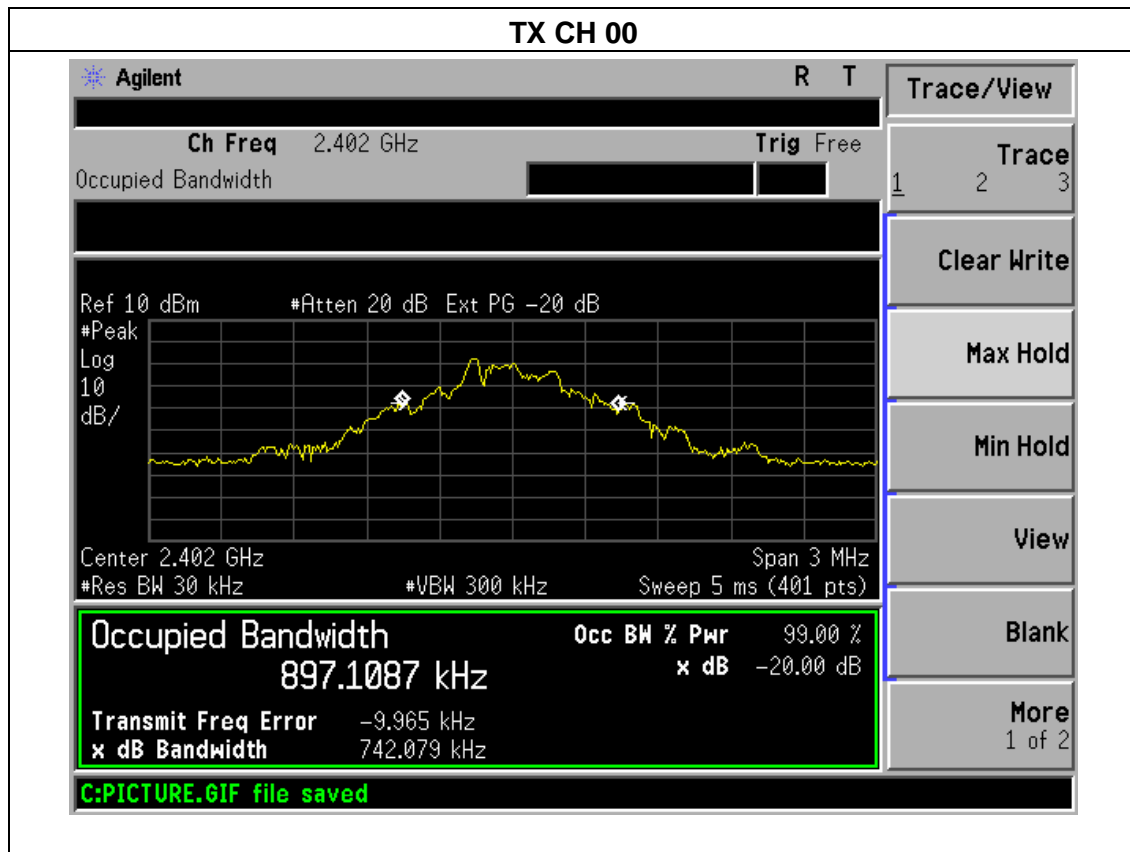 TX CH 00
Agilent R T
Trace/View
Ch Freq 2.402 GHz Trig Free
Occupied Bandwidth
Trace
1 2 3
Clear Write
Ref 10 dBm #Atten 20 dB Ext PG -20 dB
#Peak
Log
10
dB/
Max Hold
Min Hold
View
Center 2.402 GHz Span 3 MHz
#Res BW 30 kHz #VBW 300 kHz Sweep 5 ms (401 pts)
Occupied Bandwidth Occ BW % Pwr 99.00 %
897.1087 kHz x dB -20.00 dB
Blank
Transmit Freq Error -9.965 kHz
x dB Bandwidth 742.079 kHz
More
1 of 2
C:PICTURE.GIF file saved